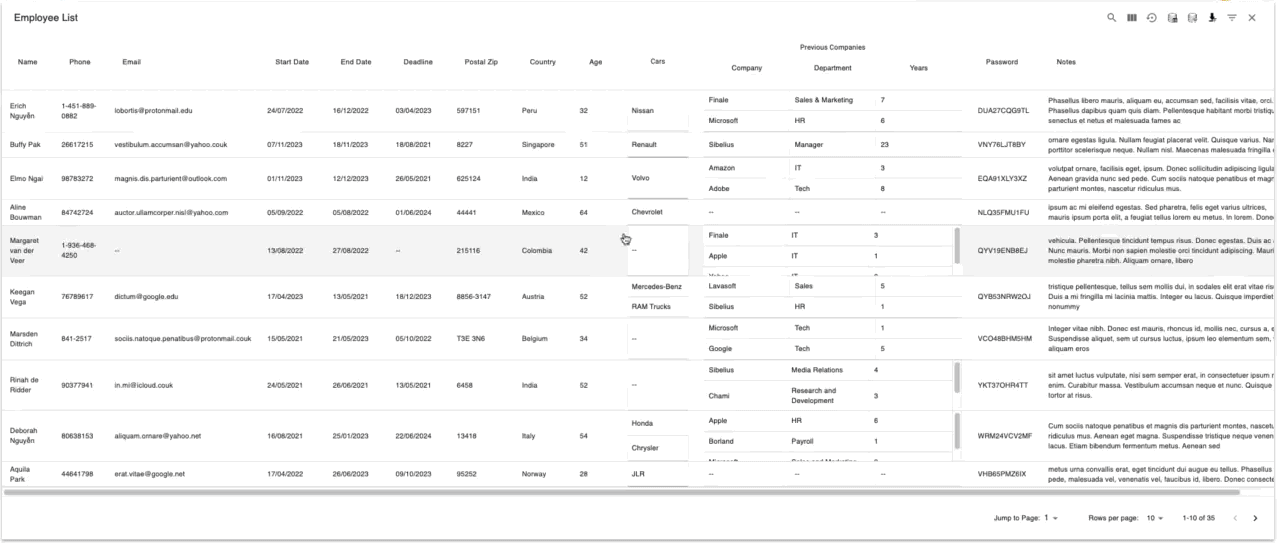 Employee List
Previous Companies
Name Phone Email Start Date End Date Deadline Postal Zip Country Age Cars Company Department Years Password Notes
Erich Nguyễn 1-451-889-0882 lobortis@protonmail.edu 24/07/2022 16/12/2022 03/04/2023 597151 Peru 32 Nissan Finale Sales & Marketing 7 Microsoft HR 6 DUA27CQG9TL Phasellus libero mauris, aliquam eu, accumsan sed, facilisis vitae, orci. Phasellus dapibus quam quis diam. Pellentesque habitant morbi tristiqu senectus et netus et malesuada fames ac
Buffy Pak 26617215 vestibulum.accumsan@yahoo.couk 07/11/2023 18/11/2023 18/08/2021 8227 Singapore 51 Renault Sibelius Manager 23 VNY76LJT8BY ornare egestas ligula. Nullam feugiat placerat velit. Quisque varius. Nam porttitor scelerisque neque. Nullam nisl. Maecenas malesuada fringilla
Elmo Ngai 98783272 magnis.dis.parturient@outlook.com 01/11/2023 12/12/2023 26/05/2021 625124 India 12 Volvo Amazon IT 3 Adobe Tech 8 EQA91XLY3XZ volutpat ornare, facilisis eget, ipsum. Donec sollicitudin adipiscing ligula Aenean gravida nunc sed pede. Cum sociis natoque penatibus et magr parturient montes, nascetur ridiculus mus.
Aline Bouwman 84742724 auctor.ullamcorper.nisl@yahoo.com 05/09/2022 05/08/2022 01/06/2024 44441 Mexico 64 Chevrolet -- -- -- NLQ35FMU1FU ipsum ac mi eleifend egestas. Sed pharetra, felis eget varius ultrices, mauris ipsum porta elit, a feugiat tellus lorem eu metus. In lorem. Donec
Margaret van der Veer 1-936-468-4250 -- 13/08/2022 27/08/2022 -- 215116 Colombia 42 -- Finale IT 3 Apple IT 1 Yahoo IT QYV19ENB8EJ vehicula. Pellentesque tincidunt tempus risus. Donec egestas. Duis ac Nunc mauris. Morbi non sapien molestie orci tincidunt adipiscing. Mauri molestie pharetra nibh. Aliquam ornare, libero
Keegan Vega 76789617 dictum@google.edu 17/04/2023 13/05/2021 18/12/2023 8856-3147 Austria 52 Mercedes-Benz RAM Trucks Lavasoft Sales 5 Sibelius HR 1 QYB53NRW2OJ tristique pellentesque, tellus sem mollis dui, in sodales elit erat vitae ris Duis a mi fringilla mi lacinia mattis. Integer eu lacus. Quisque imperdiet nonummy
Marsden Dittrich 841-2517 sociis.natoque.penatibus@protonmail.couk 15/05/2021 21/05/2023 05/10/2022 T3E 3N6 Belgium 34 -- Microsoft Tech 1 Google Tech 5 VCO48BHM5HM Integer vitae nibh. Donec est mauris, rhoncus id, mollis nec, cursus a, e Suspendisse aliquet, sem ut cursus luctus, ipsum leo elementum sem, aliquam eros
Rinah de Ridder 90377941 in.mi@icloud.couk 24/05/2021 26/06/2021 13/05/2021 6458 India 52 -- Sibelius Media Relations 4 Chami Research and Development 3 YKT37OHR4TT sit amet luctus vulputate, nisi sem semper erat, in consectetuer ipsum r enim. Curabitur massa. Vestibulum accumsan neque et nunc. Quisque tortor at risus.
Deborah Nguyễn 80638153 aliquam.ornare@yahoo.net 16/08/2021 25/01/2023 22/06/2024 13418 Italy 54 Honda Chrysler Apple HR 6 Borland Payroll 1 Microsoft Sales and Marketing WRM24VCV2MF Cum sociis natoque penatibus et magnis dis parturient montes, nascetu ridiculus mus. Aenean eget magna. Suspendisse tristique neque venen lacus. Etiam bibendum fermentum metus. Aenean sed
Aquila Park 44641798 erat.vitae@google.net 17/04/2022 26/06/2023 09/10/2023 95252 Norway 28 JLR -- -- -- VHB65PMZ6IX metus urna convallis erat, eget tincidunt dui augue eu tellus. Phasellus pede, malesuada vel, venenatis vel, faucibus id, libero. Donec consecte
Jump to Page: 1 Rows per page: 10 1-10 of 35